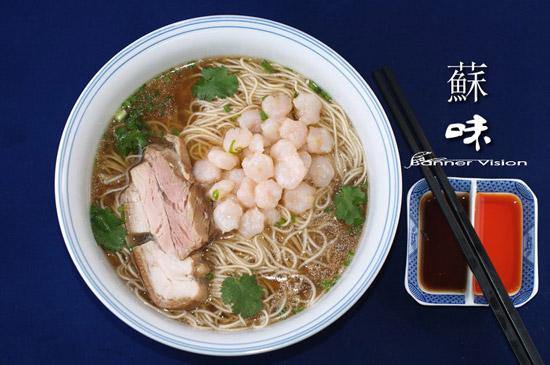 蘇
味
Banner Vision